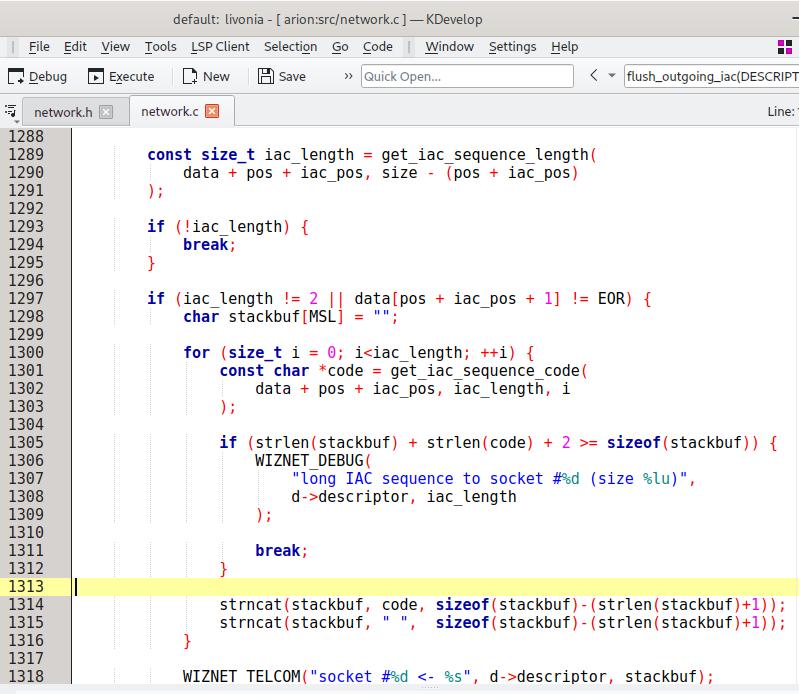 default: livonia - [ arion:src/network.c ] — KDevelop
File Edit View Tools LSP Client Selection Go Code Window Settings Help
Debug Execute New Save » Quick Open... flush_outgoing_iac(DESCRIPT
network.h network.c Line:
1288
1289 const size_t iac_length = get_iac_sequence_length(
1290 data + pos + iac_pos, size - (pos + iac_pos)
1291 );
1292
1293 if (!iac_length) {
1294 break;
1295 }
1296
1297 if (iac_length != 2 || data[pos + iac_pos + 1] != EOR) {
1298 char stackbuf[MSL] = "";
1299
1300 for (size_t i = 0; i<iac_length; ++i) {
1301 const char *code = get_iac_sequence_code(
1302 data + pos + iac_pos, iac_length, i
1303 );
1304
1305 if (strlen(stackbuf) + strlen(code) + 2 >= sizeof(stackbuf)) {
1306 WIZNET_DEBUG(
1307 "long IAC sequence to socket #%d (size %lu)",
1308 d->descriptor, iac_length
1309 );
1310
1311 break;
1312 }
1313
1314 strncat(stackbuf, code, sizeof(stackbuf)-(strlen(stackbuf)+1));
1315 strncat(stackbuf, " ", sizeof(stackbuf)-(strlen(stackbuf)+1));
1316 }
1317
1318 WIZNET_TELCOM("socket #%d <- %s", d->descriptor, stackbuf);